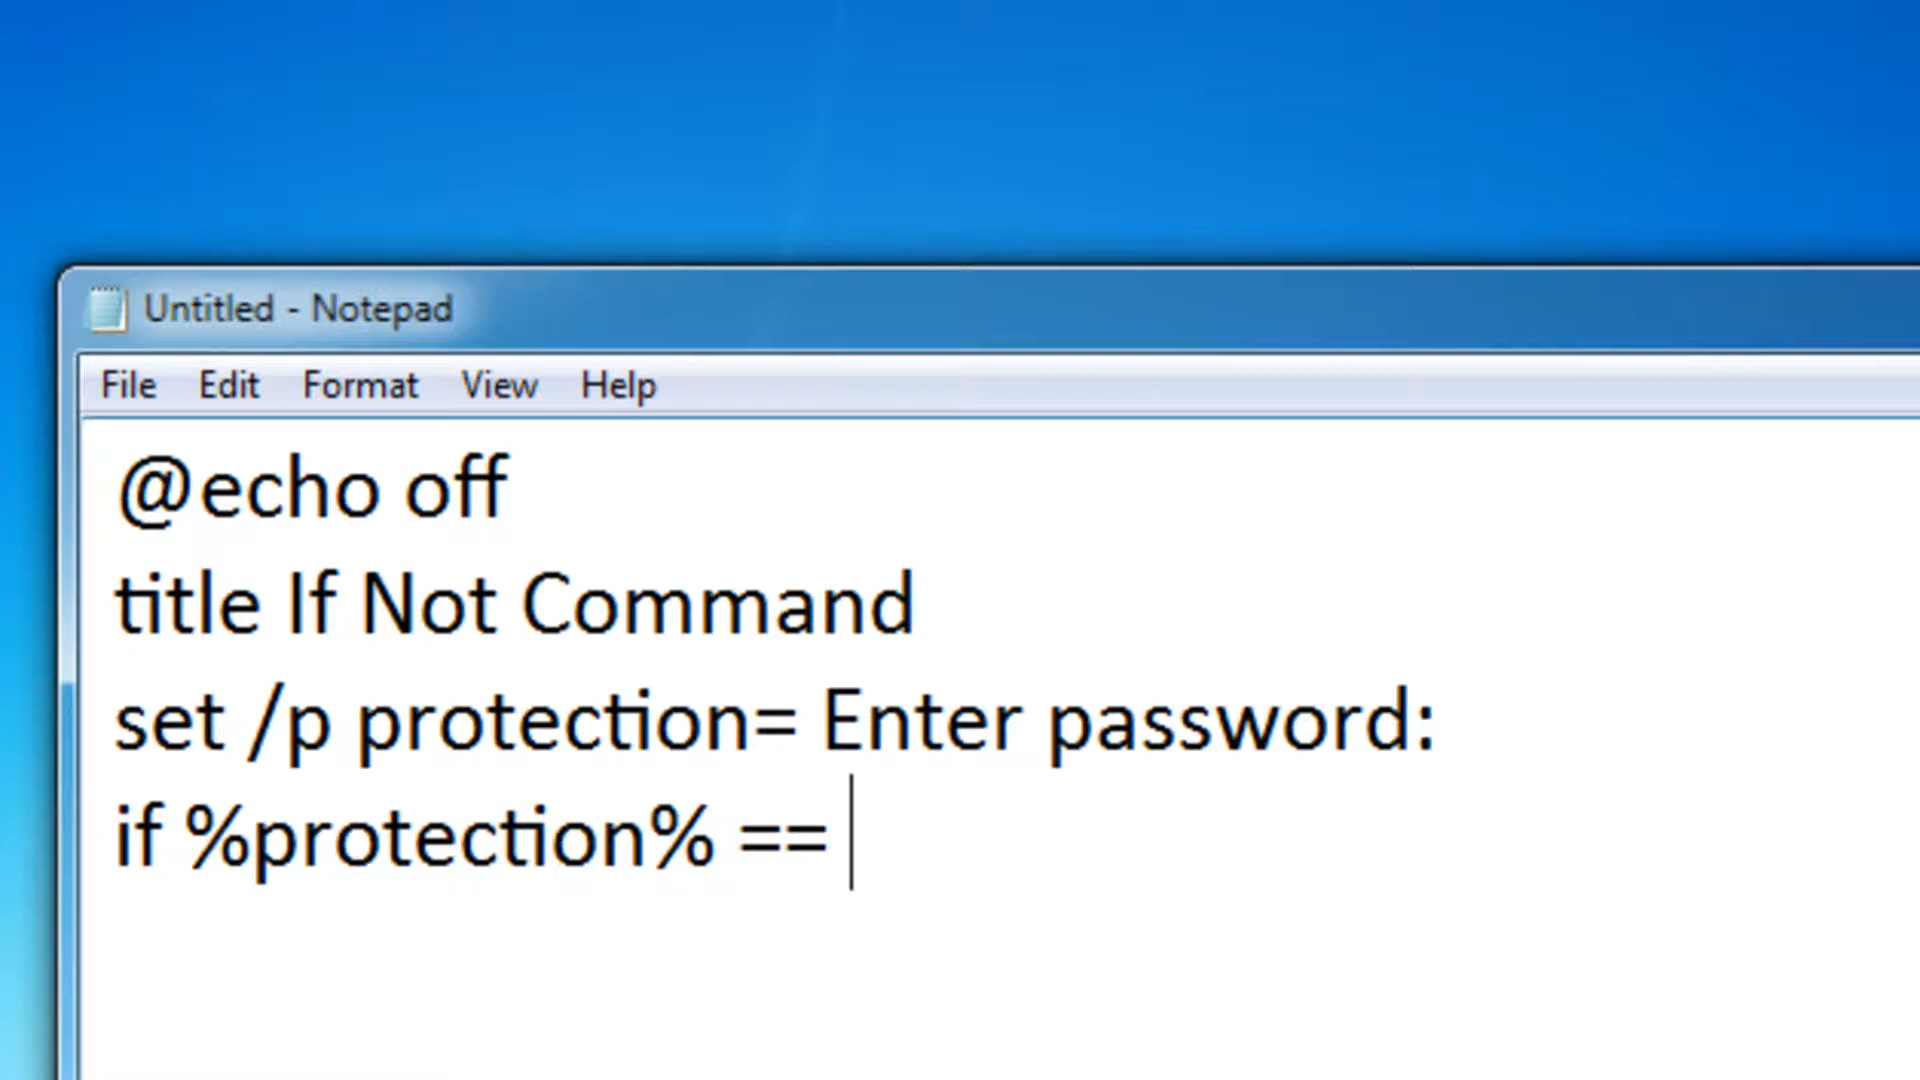 Untitled - Notepad
File Edit Format View Help
@echo off
title If Not Command
set /p protection= Enter password:
if %protection% ==